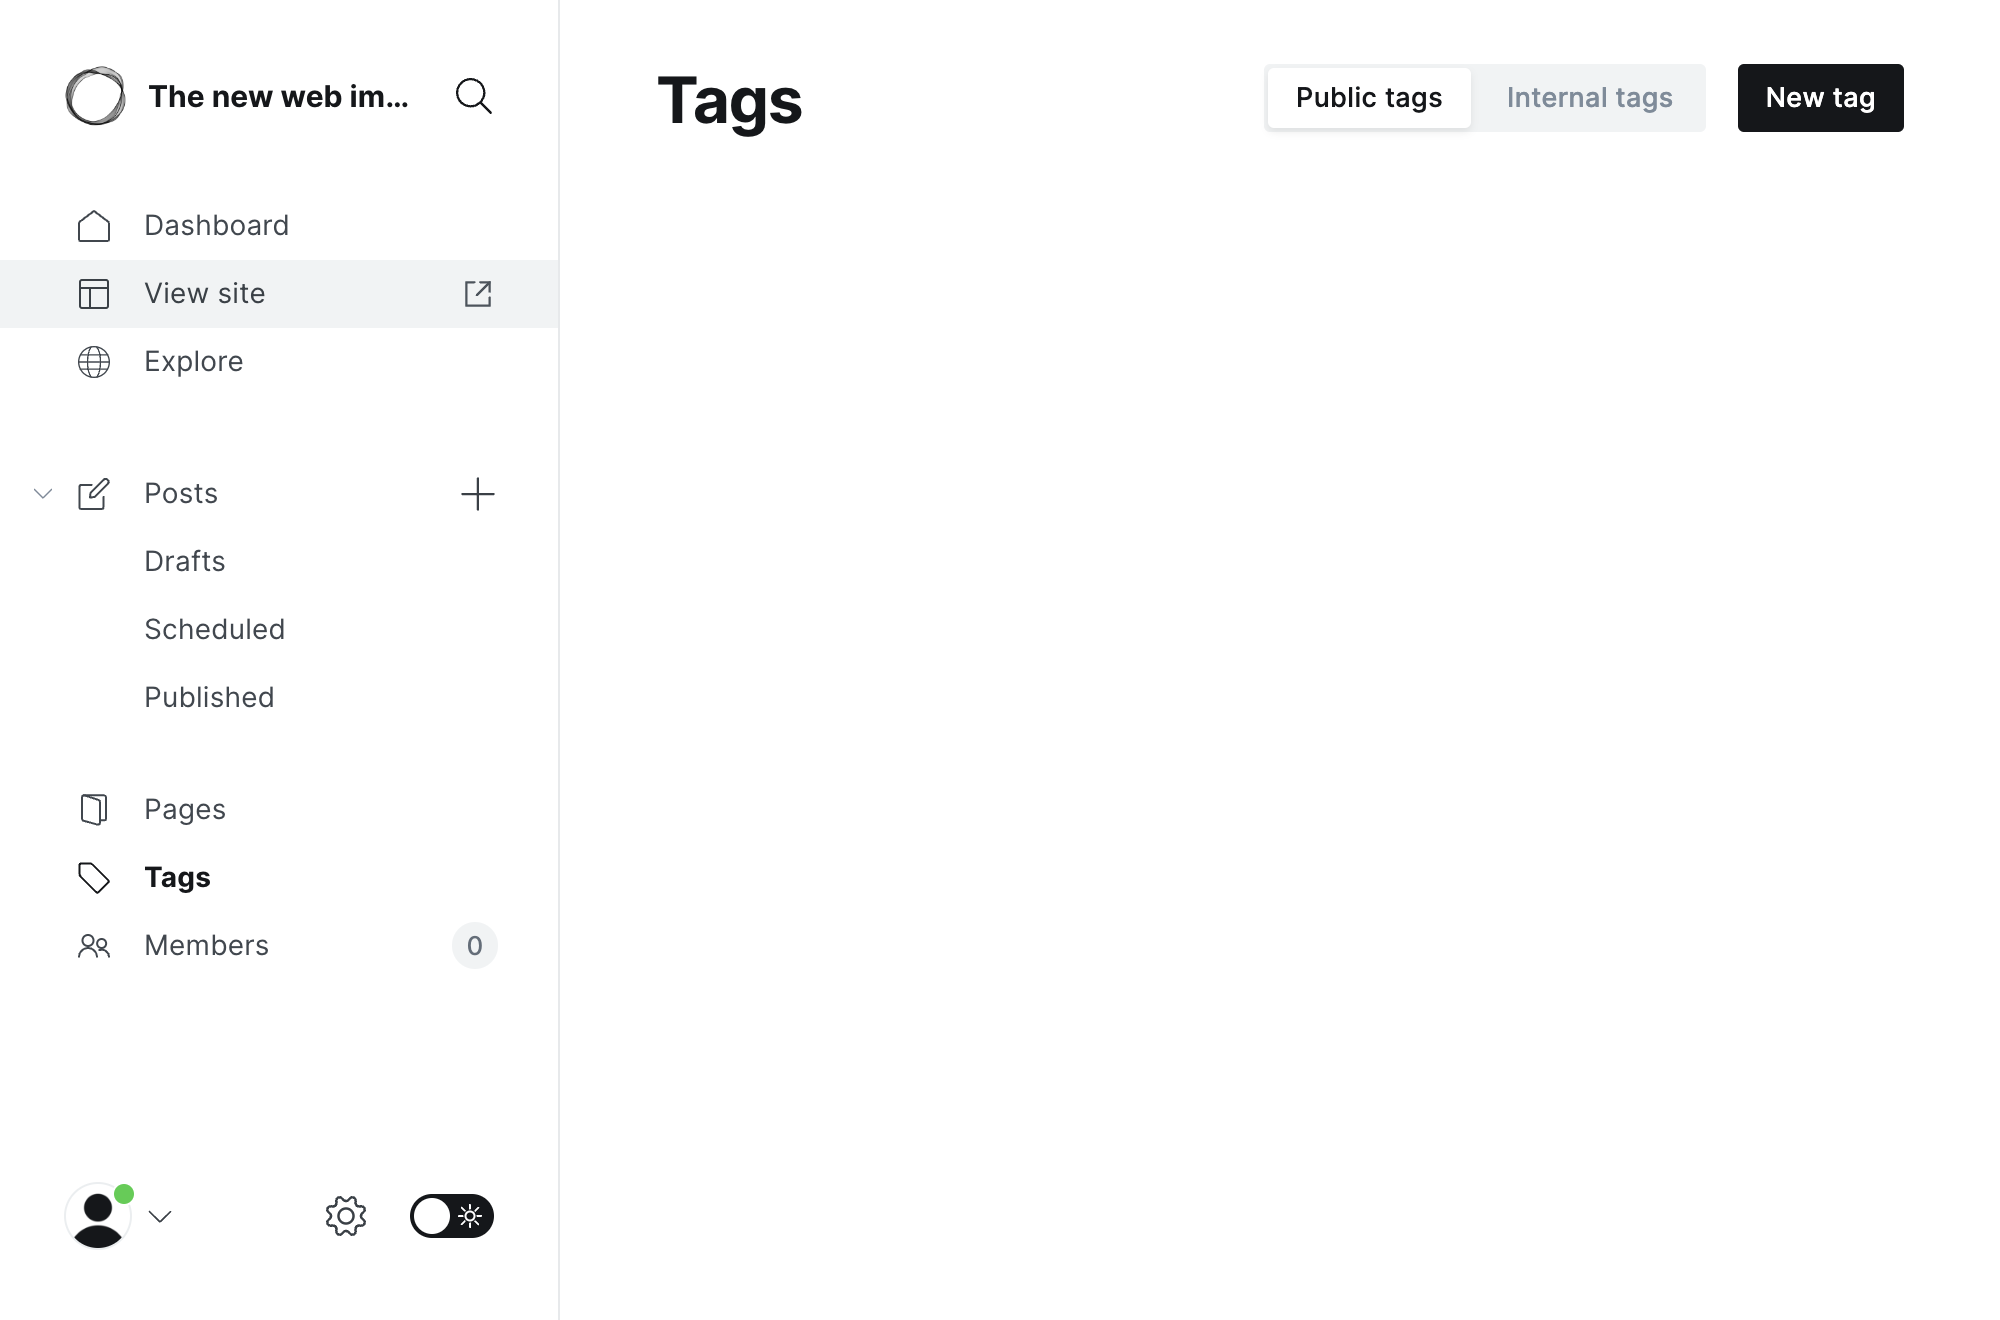 The new web im...
Dashboard
View site
Explore
Posts
Drafts
Scheduled
Published
Pages
Tags
Members 0
Tags
Public tags Internal tags New tag